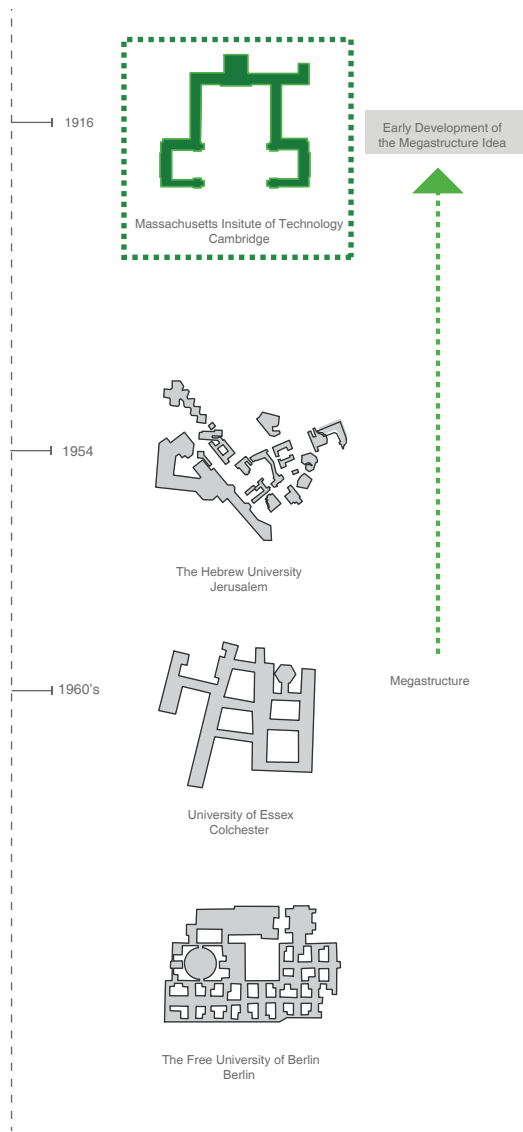 1916
Early Development of
the Megastructure Idea
Massachusetts Insitute of Technology
Cambridge
1954
The Hebrew University
Jerusalem
Megastructure
1960's
University of Essex
Colchester
The Free University of Berlin
Berlin